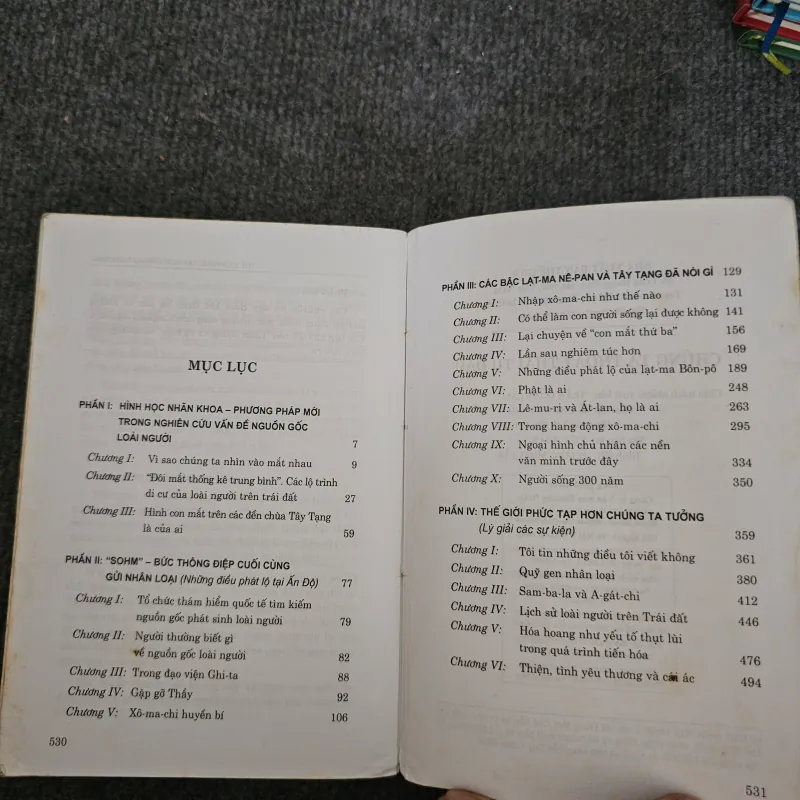 MỤC LỤC
PHẦN I: HÌNH HỌC NHÃN KHOA – PHƯƠNG PHÁP MỚI
TRONG NGHIÊN CỨU VẤN ĐỀ NGUỒN GỐC
LOÀI NGƯỜI 7
Chương I: Vì sao chúng ta nhìn vào mắt nhau 9
Chương II: "Đôi mắt thống kê trung bình". Các lộ trình
di cư của loài người trên trái đất 27
Chương III: Hình con mắt trên các đền chùa Tây Tạng
là của ai 59
PHẦN II: "SOHM" – BỨC THÔNG ĐIỆP CUỐI CÙNG
GỬI NHÂN LOẠI (Những điều phát lộ tại Ấn Độ) 77
Chương I: Tổ chức thám hiểm quốc tế tìm kiếm
nguồn gốc phát sinh loài người 79
Chương II: Người thường biết gì
về nguồn gốc loài người 82
Chương III: Trong đạo viện Ghi-ta 88
Chương IV: Gặp gỡ Thầy 92
Chương V: Xô-ma-chi huyền bí 106
530
PHẦN III: CÁC BẬC LẠT-MA NÊ-PAN VÀ TÂY TẠNG ĐÃ NÓI GÌ 129
Chương I: Nhập xô-ma-chi như thế nào 131
Chương II: Có thể làm con người sống lại được không 141
Chương III: Lại chuyện về "con mắt thứ ba" 156
Chương IV: Lần sau nghiêm túc hơn 169
Chương V: Những điều phát lộ của lạt-ma Bôn-pô 189
Chương VI: Phật là ai 248
Chương VII: Lê-mu-ri và Át-lan, họ là ai 263
Chương VIII: Trong hang động xô-ma-chi 295
Chương IX: Ngoại hình chủ nhân các nền
văn minh trước đây 334
Chương X: Người sống 300 năm 350
PHẦN IV: THẾ GIỚI PHỨC TẠP HƠN CHÚNG TA TƯỞNG
(Lý giải các sự kiện) 359
Chương I: Tôi tin những điều tôi viết không 361
Chương II: Quỹ gen nhân loại 380
Chương III: Sam-ba-la và A-gát-chi 412
Chương IV: Lịch sử loài người trên Trái đất 446
Chương V: Hóa hoang như yếu tố thụt lùi
trong quá trình tiến hóa 476
Chương VI: Thiện, tình yêu thương và cái ác 494
531